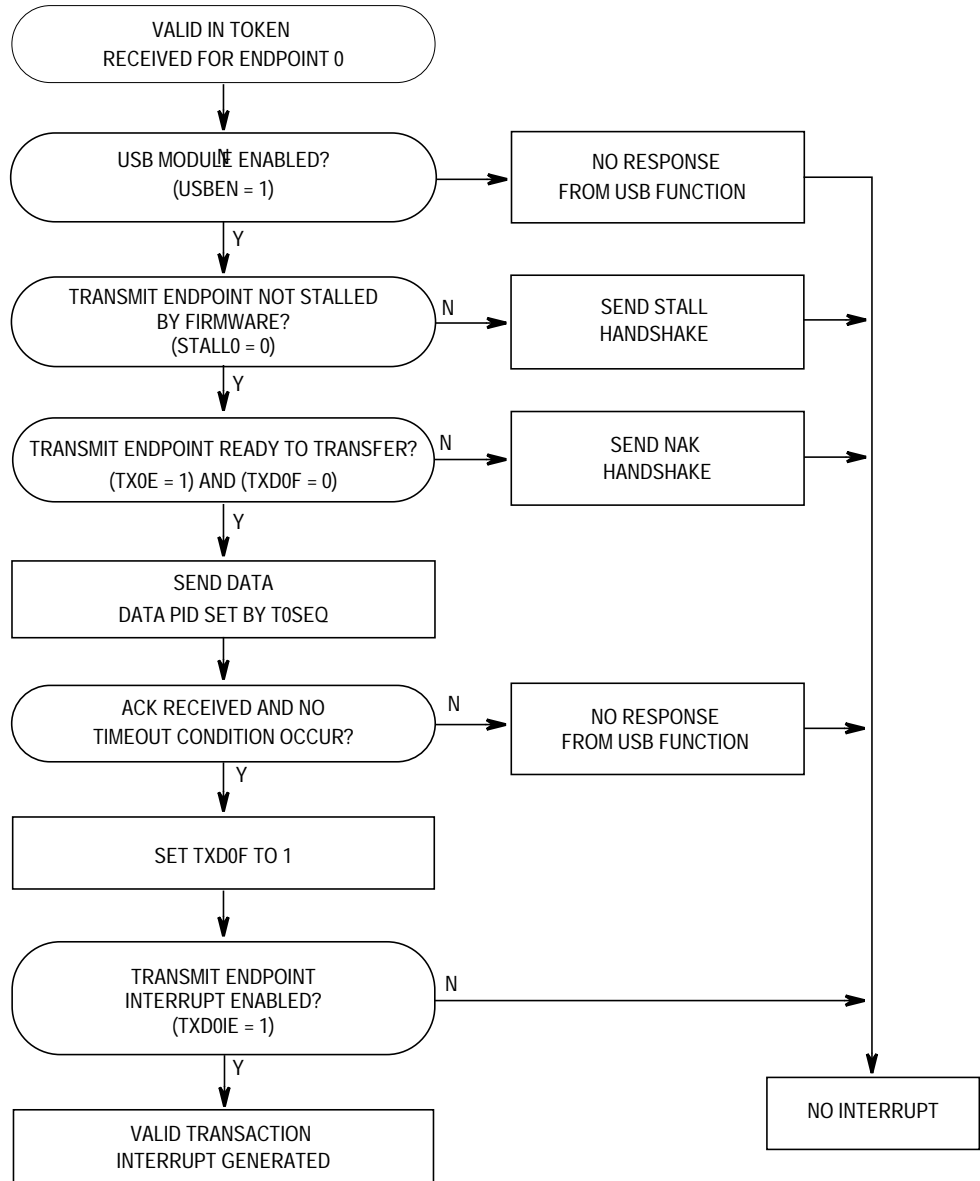 VALID IN TOKEN
RECEIVED FOR ENDPOINT 0
USB MODULE ENABLED?
(USBEN = 1)
N
NO RESPONSE
FROM USB FUNCTION
Y
TRANSMIT ENDPOINT NOT STALLED
BY FIRMWARE?
(STALL0 = 0)
N
SEND STALL
HANDSHAKE
Y
TRANSMIT ENDPOINT READY TO TRANSFER?
(TX0E = 1) AND (TXD0F = 0)
N
SEND NAK
HANDSHAKE
Y
SEND DATA
DATA PID SET BY T0SEQ
ACK RECEIVED AND NO
TIMEOUT CONDITION OCCUR?
N
NO RESPONSE
FROM USB FUNCTION
Y
SET TXD0F TO 1
TRANSMIT ENDPOINT
INTERRUPT ENABLED?
(TXD0IE = 1)
N
Y
NO INTERRUPT
VALID TRANSACTION
INTERRUPT GENERATED